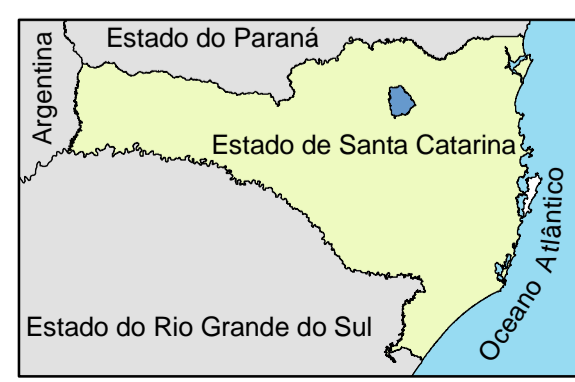 Estado do Paraná
Argentina
Estado de Santa Catarina
Oceano Atlântico
Estado do Rio Grande do Sul